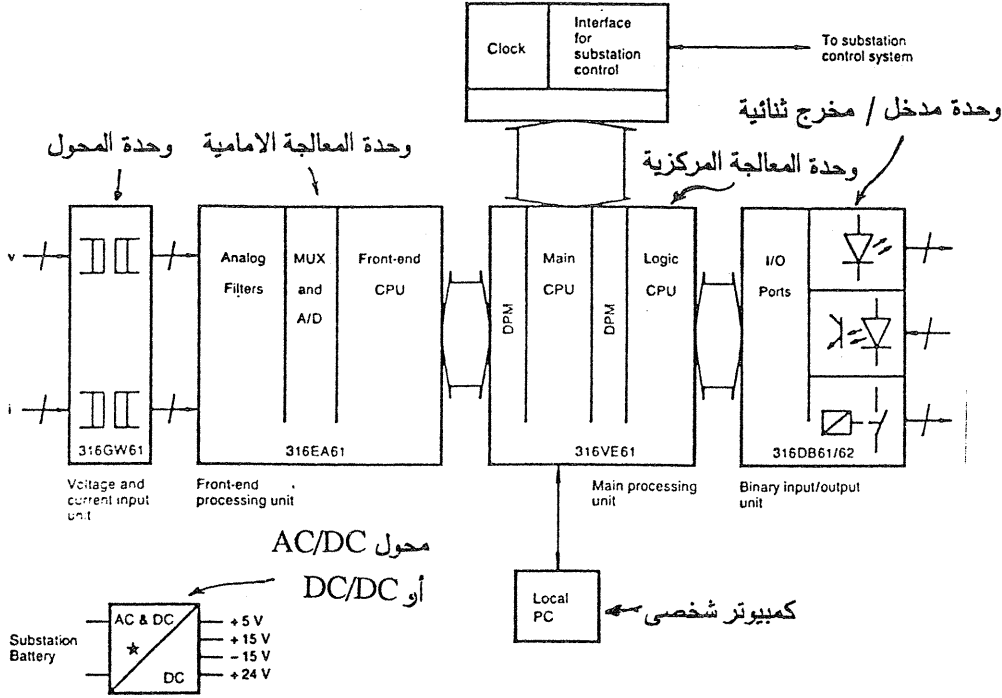 Clock
Interface
for
substation
control
To substation
control system
وحدة مدخل / مخرج ثنائية
وحدة المعالجة المركزية
وحدة المعالجة الامامية
وحدة المحول
v
i
316GW61
Voltage and
current input
unit
Analog
Filters
MUX
and
A/D
Front-end
CPU
316EA61
Front-end
processing unit
DPM
Main
CPU
DPM
Logic
CPU
316VE61
Main processing
unit
I/O
Ports
316DB61/62
Binary input/output
unit
محول AC/DC
أو DC/DC
Local
PC
كمبيوتر شخصى
Substation
Battery
AC & DC
DC
+ 5 V
+ 15 V
- 15 V
+ 24 V